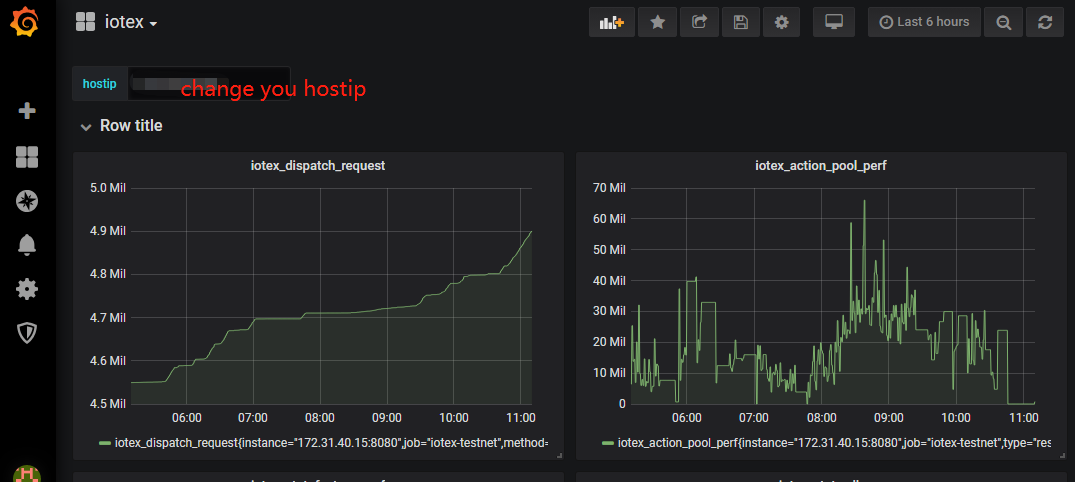 iotex
Last 6 hours
hostip
change you hostip
Row title
iotex_dispatch_request
5.0 Mil
4.9 Mil
4.8 Mil
4.7 Mil
4.6 Mil
4.5 Mil
06:00 07:00 08:00 09:00 10:00 11:00
iotex_dispatch_request{instance="172.31.40.15:8080",job="iotex-testnet",method=
iotex_action_pool_perf
70 Mil
60 Mil
50 Mil
40 Mil
30 Mil
20 Mil
10 Mil
0
06:00 07:00 08:00 09:00 10:00 11:00
iotex_action_pool_perf{instance="172.31.40.15:8080",job="iotex-testnet",type="res